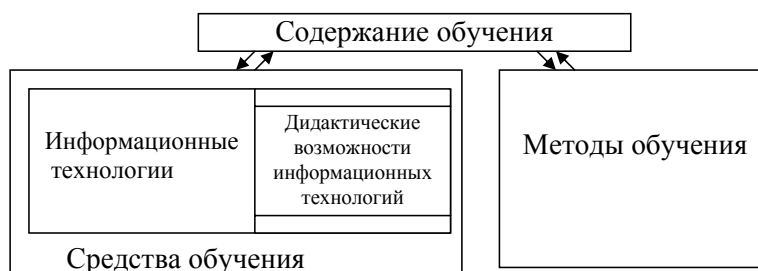 Содержание обучения
Информационные
технологии
Дидактические
возможности
информационных
технологий
Средства обучения
Методы обучения